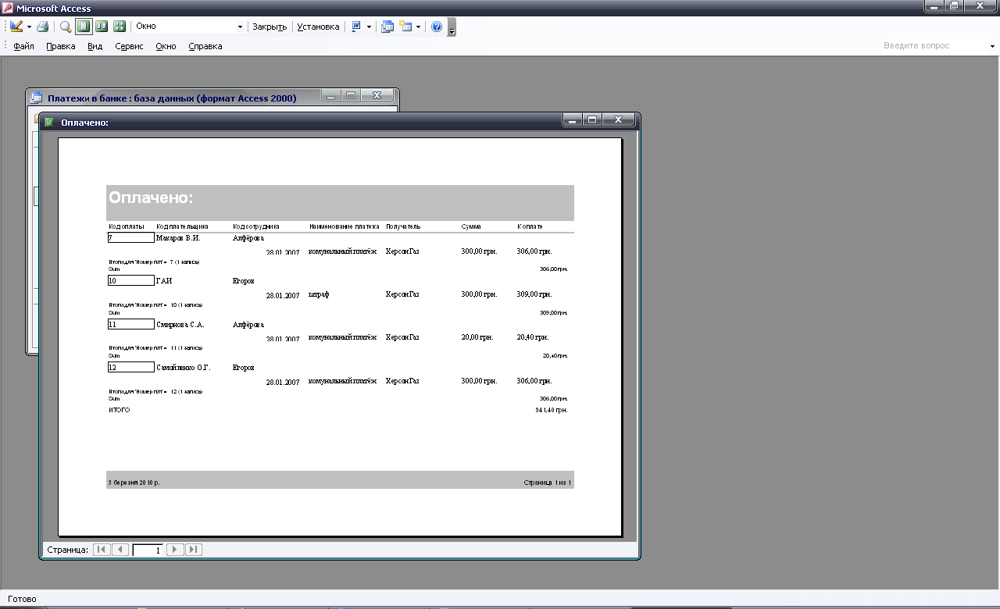 Microsoft Access
Окно Закрыть Установка
Файл Правка Вид Сервис Окно Справка Введите вопрос
Платежи в банке : база данных (формат Access 2000)
Оплачено:
Оплачено:
Код оплаты Код плательщика Код сотрудника Наименование платежа Получатель Сумма К оплате
7 Макаров В.И. Алфёрова
28.01.2007 комунальный платёж ХерсонГаз 300,00 грн. 306,00 грн.
Итоги для 'Номер п/п' = 7 (1 запись)
Sum 306,00 грн.
10 ГАИ Егоров
28.01.2007 штраф ХерсонГаз 300,00 грн. 309,00 грн.
Итоги для 'Номер п/п' = 10 (1 запись)
Sum 309,00 грн.
11 Смирнова С.А. Алфёрова
28.01.2007 комунальный платёж ХерсонГаз 20,00 грн. 20,40 грн.
Итоги для 'Номер п/п' = 11 (1 запись)
Sum 20,40 грн.
12 Самойленко О.Г. Егоров
28.01.2007 комунальный платёж ХерсонГаз 300,00 грн. 306,00 грн.
Итоги для 'Номер п/п' = 12 (1 запись)
Sum 306,00 грн.
ИТОГО 941,40 грн.
3 березня 2010 р. Страница 1 из 1
Страница: 1
Готово